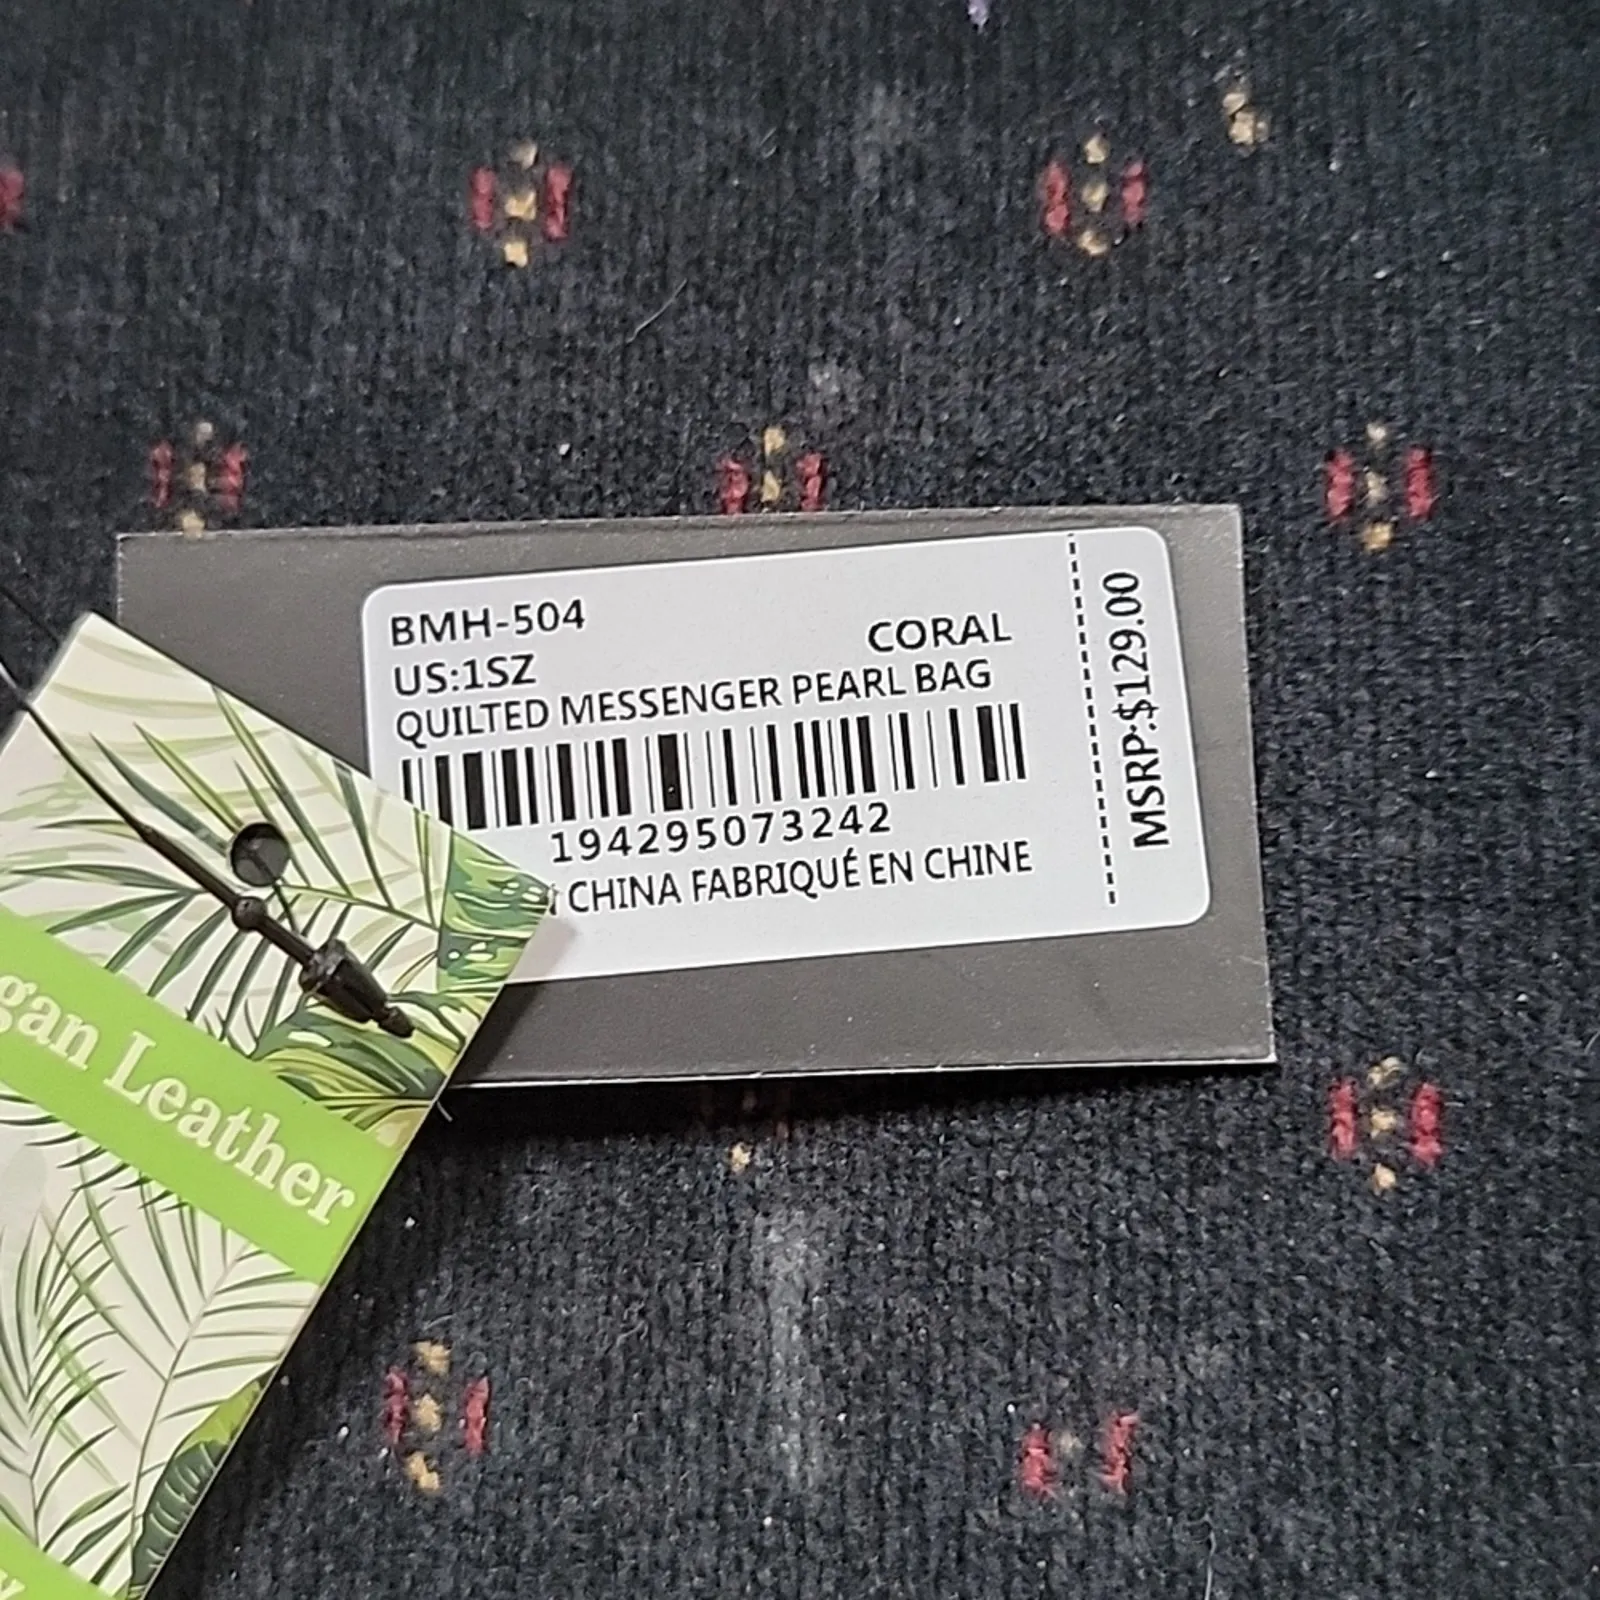 BMH-504
CORAL
US:1SZ
QUILTED MESSENGER PEARL BAG
194295073242
CHINA FABRIQUÉ EN CHINE
MSRP:$129.00
gan Leather